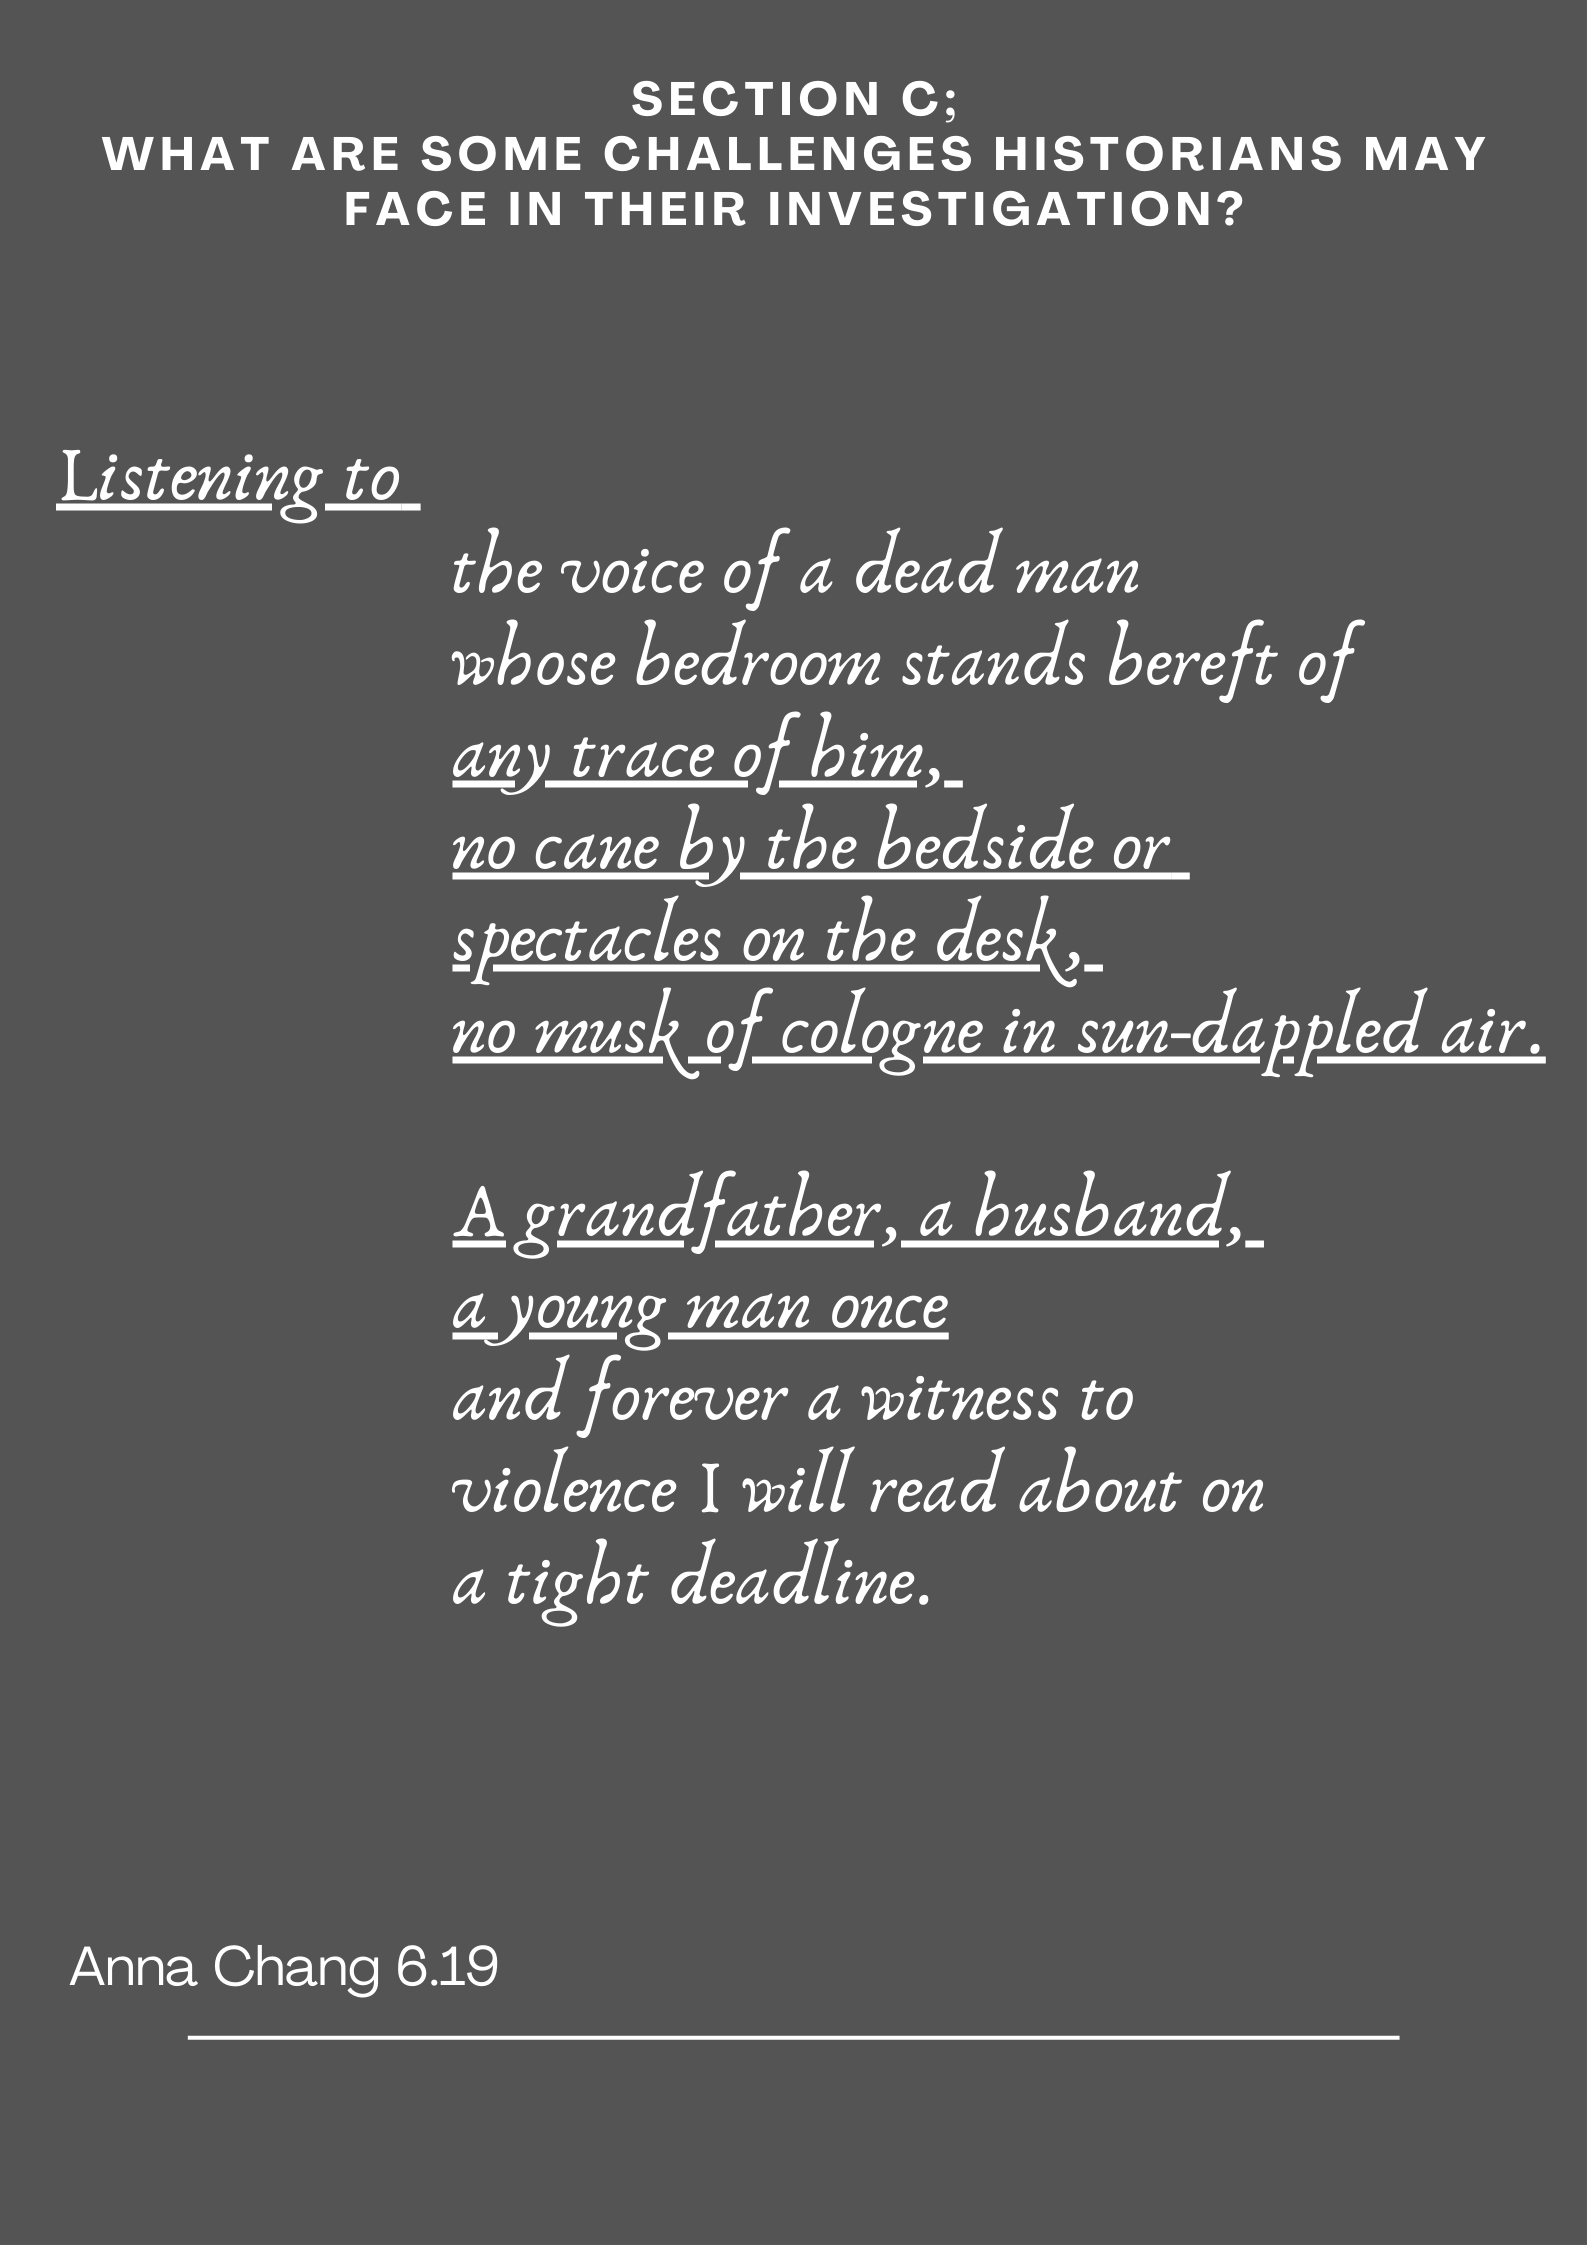 SECTION C;
WHAT ARE SOME CHALLENGES HISTORIANS MAY
FACE IN THEIR INVESTIGATION?
Listening to
the voice of a dead man
whose bedroom stands bereft of
any trace of him,
no cane by the bedside or
spectacles on the desk,
no musk of cologne in sun-dappled air.
A grandfather, a husband,
a young man once
and forever a witness to
violence I will read about on
a tight deadline.
Anna Chang 6.19